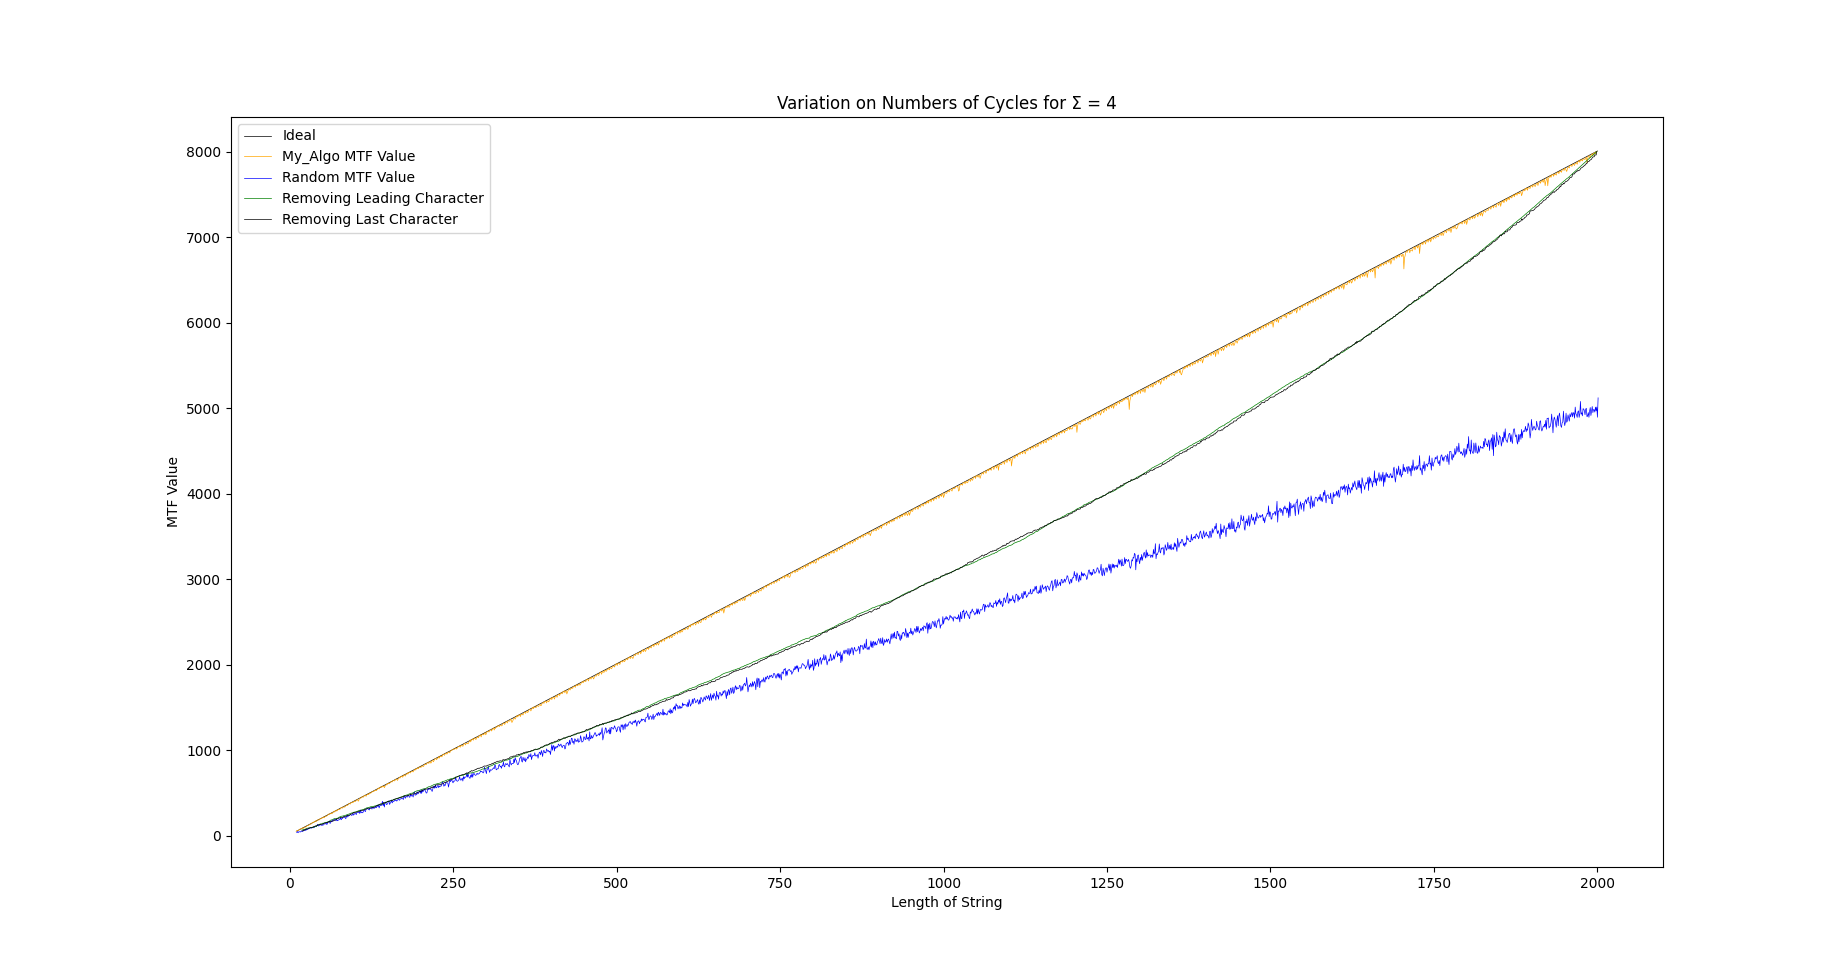 Variation on Numbers of Cycles for Σ = 4
Ideal
My_Algo MTF Value
Random MTF Value
Removing Leading Character
Removing Last Character
8000
7000
6000
5000
4000
3000
2000
1000
0
MTF Value
0 250 500 750 1000 1250 1500 1750 2000
Length of String